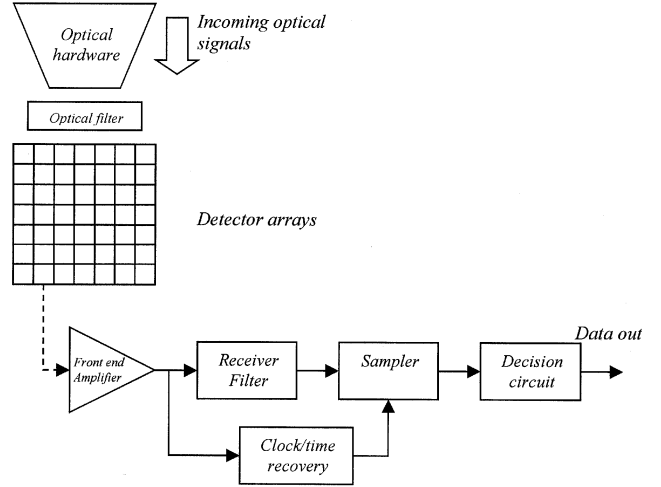 Optical
hardware
Incoming optical
signals
Optical filter
Detector arrays
Front end
Amplifier
Receiver
Filter
Sampler
Decision
circuit
Data out
Clock/time
recovery